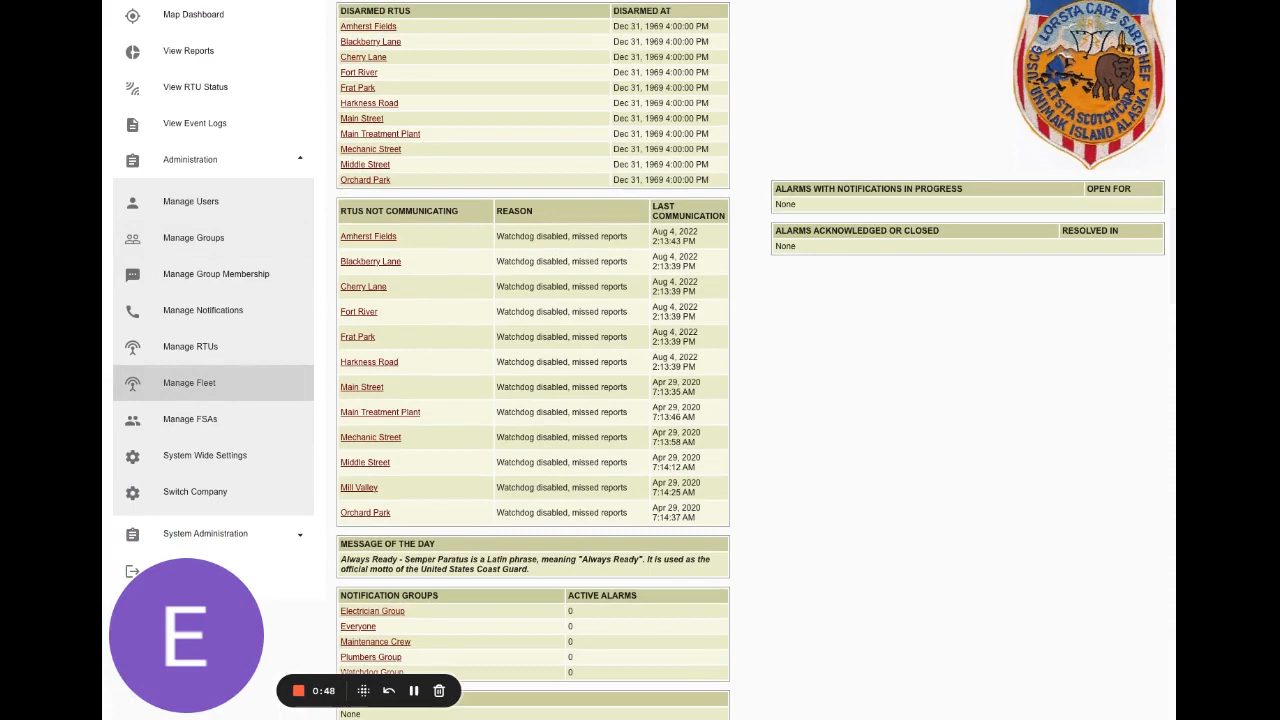 Map Dashboard
View Reports
View RTU Status
View Event Logs
Administration
Manage Users
Manage Groups
Manage Group Membership
Manage Notifications
Manage RTUs
Manage Fleet
Manage FSAs
System Wide Settings
Switch Company
System Administration
E
0:48
DISARMED RTUS DISARMED AT
Amherst Fields Dec 31, 1969 4:00:00 PM
Blackberry Lane Dec 31, 1969 4:00:00 PM
Cherry Lane Dec 31, 1969 4:00:00 PM
Fort River Dec 31, 1969 4:00:00 PM
Frat Park Dec 31, 1969 4:00:00 PM
Harkness Road Dec 31, 1969 4:00:00 PM
Main Street Dec 31, 1969 4:00:00 PM
Main Treatment Plant Dec 31, 1969 4:00:00 PM
Mechanic Street Dec 31, 1969 4:00:00 PM
Middle Street Dec 31, 1969 4:00:00 PM
Orchard Park Dec 31, 1969 4:00:00 PM
RTUS NOT COMMUNICATING REASON LAST
COMMUNICATION
Amherst Fields Watchdog disabled, missed reports Aug 4, 2022
2:13:43 PM
Blackberry Lane Watchdog disabled, missed reports Aug 4, 2022
2:13:39 PM
Cherry Lane Watchdog disabled, missed reports Aug 4, 2022
2:13:39 PM
Fort River Watchdog disabled, missed reports Aug 4, 2022
2:13:39 PM
Frat Park Watchdog disabled, missed reports Aug 4, 2022
2:13:39 PM
Harkness Road Watchdog disabled, missed reports Aug 4, 2022
2:13:39 PM
Main Street Watchdog disabled, missed reports Apr 29, 2020
7:13:35 AM
Main Treatment Plant Watchdog disabled, missed reports Apr 29, 2020
7:13:46 AM
Mechanic Street Watchdog disabled, missed reports Apr 29, 2020
7:13:58 AM
Middle Street Watchdog disabled, missed reports Apr 29, 2020
7:14:12 AM
Mill Valley Watchdog disabled, missed reports Apr 29, 2020
7:14:25 AM
Orchard Park Watchdog disabled, missed reports Apr 29, 2020
7:14:37 AM
MESSAGE OF THE DAY
Always Ready - Semper Paratus is a Latin phrase, meaning "Always Ready". It is used as the
official motto of the United States Coast Guard.
NOTIFICATION GROUPS ACTIVE ALARMS
Electrician Group 0
Everyone 0
Maintenance Crew 0
Plumbers Group 0
Watchdog Group 0
None
USCG LORSTA CAPE SARICHEF
UNIMAK ISLAND ALASKA
ALARMS WITH NOTIFICATIONS IN PROGRESS OPEN FOR
None
ALARMS ACKNOWLEDGED OR CLOSED RESOLVED IN
None